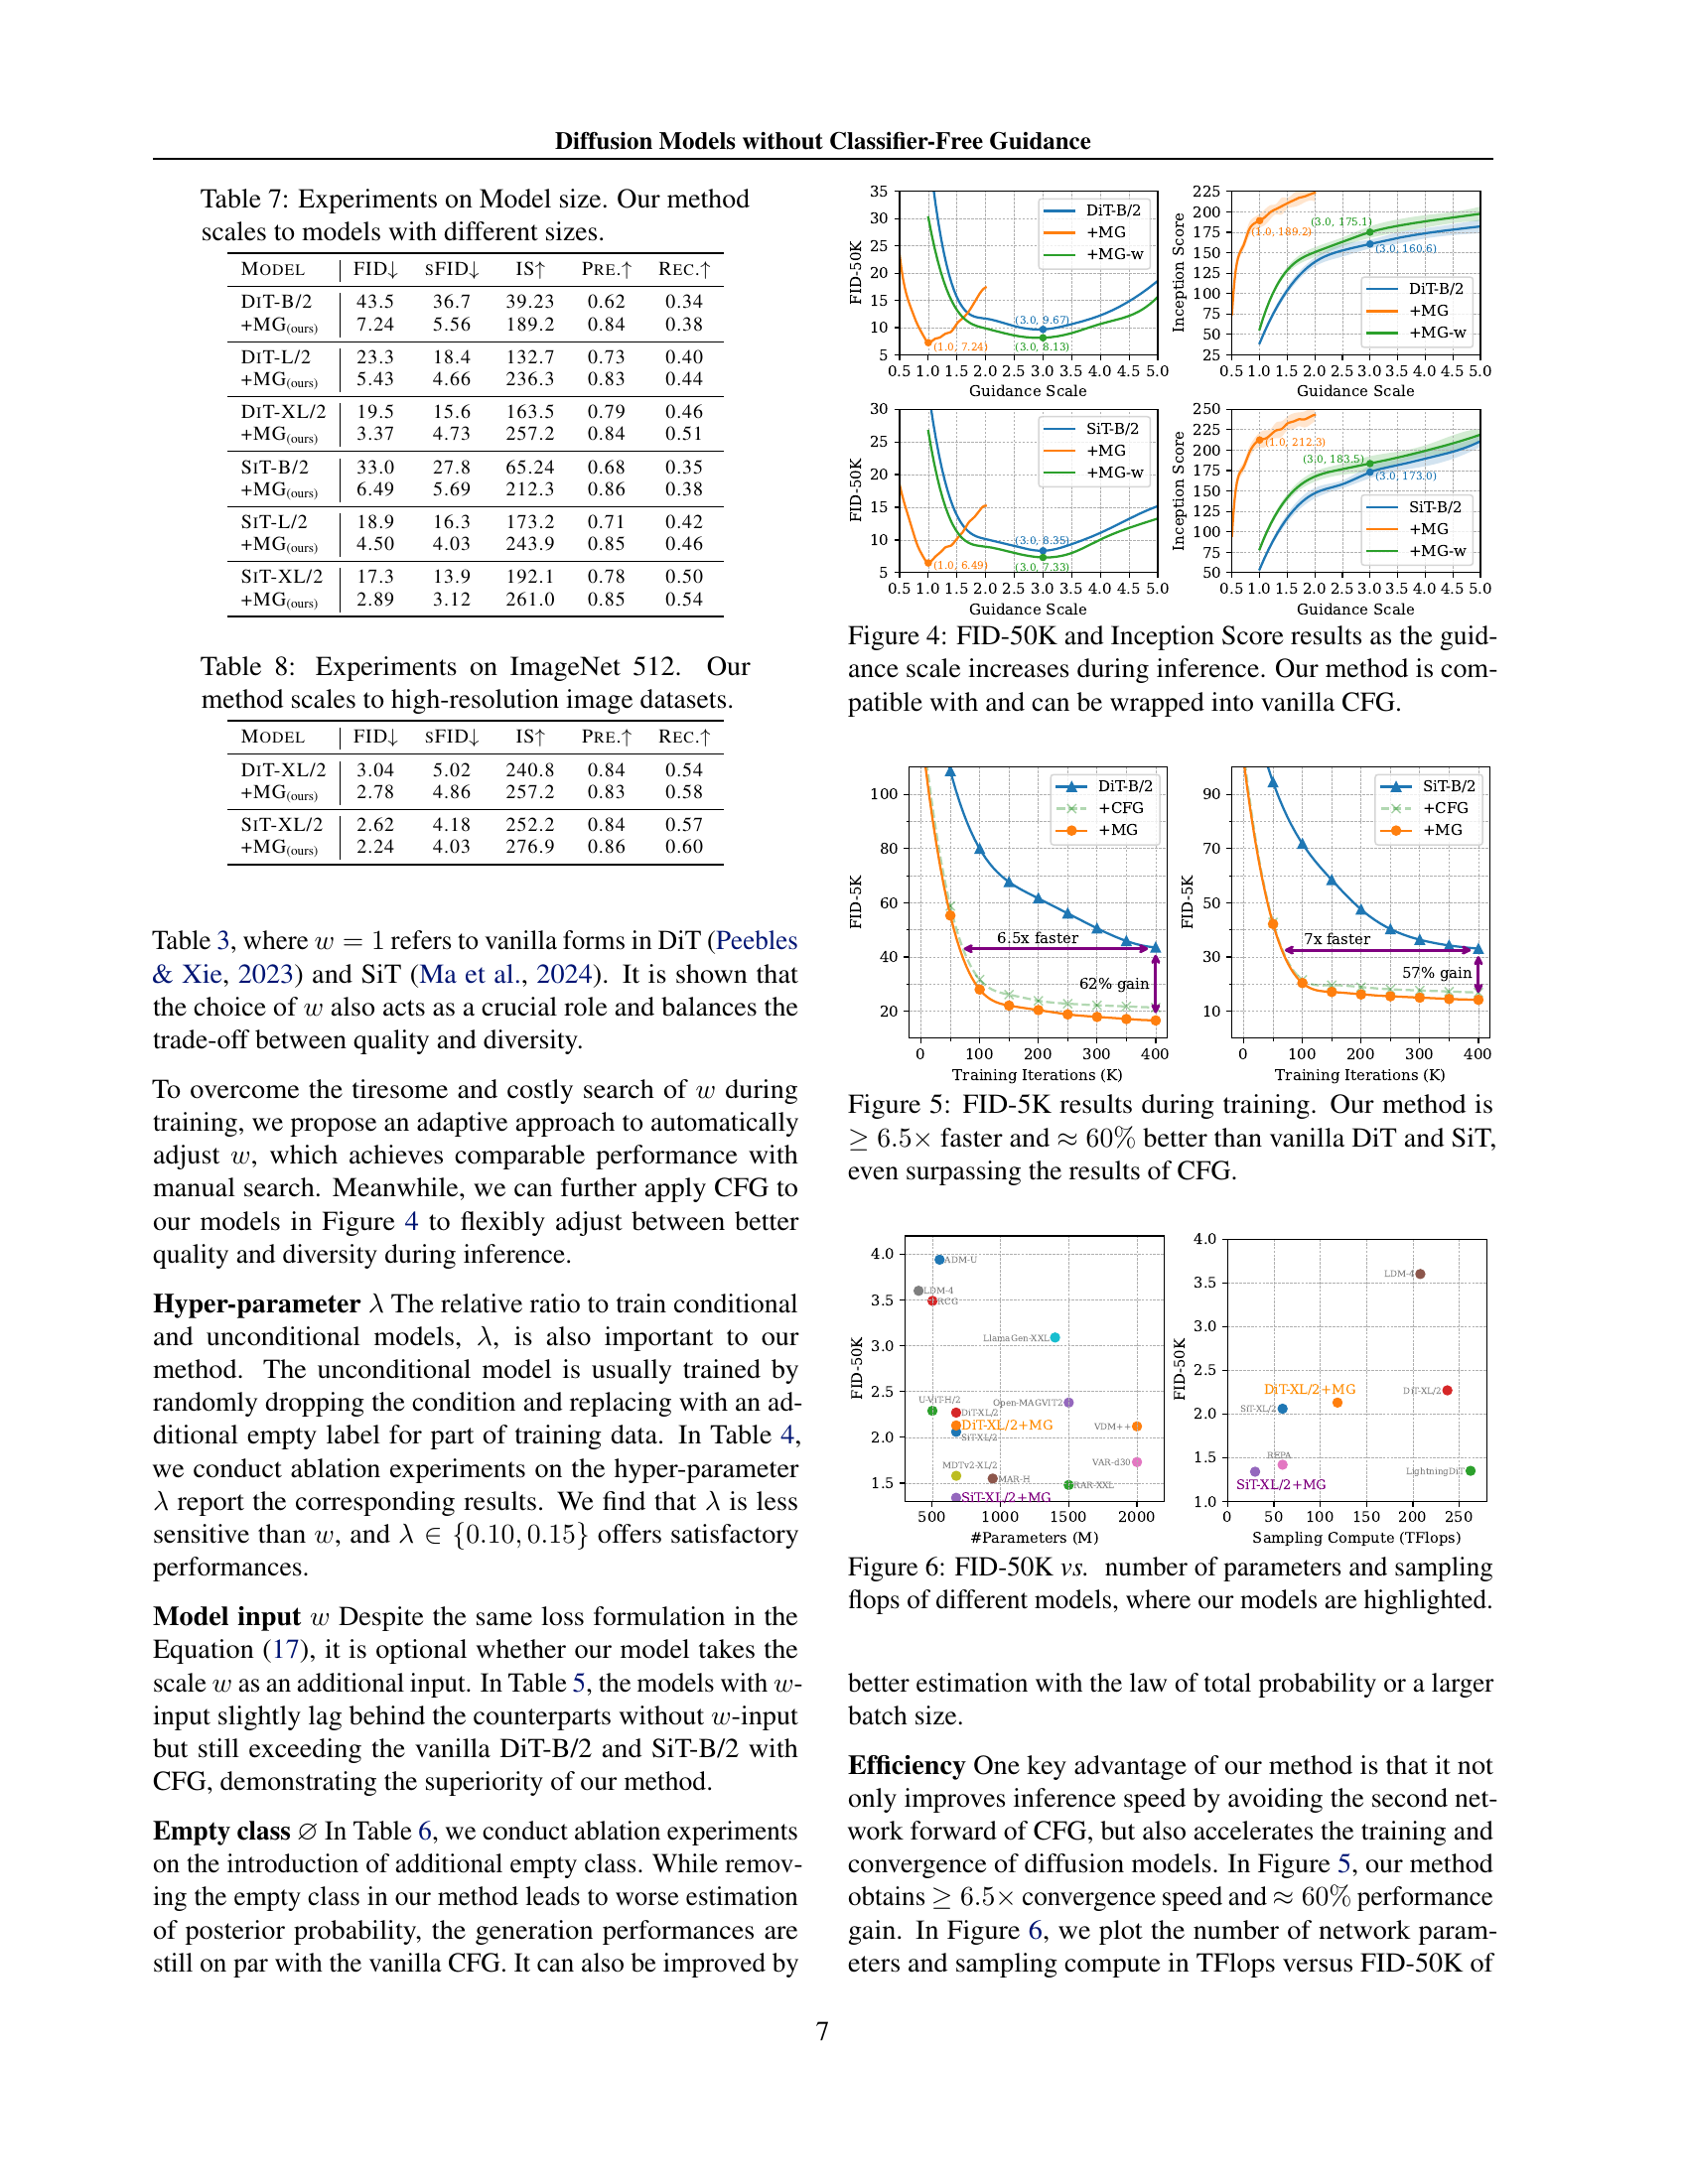 Diffusion Models without Classifier-Free Guidance
Table 7: Experiments on Model size. Our method
scales to models with different sizes.
MODEL FID↓ SFID↓ IS↑ PRE.↑ REC.↑
DIT-B/2 43.5 36.7 39.23 0.62 0.34
+MG(ours) 7.24 5.56 189.2 0.84 0.38
DIT-L/2 23.3 18.4 132.7 0.73 0.40
+MG(ours) 5.43 4.66 236.3 0.83 0.44
DIT-XL/2 19.5 15.6 163.5 0.79 0.46
+MG(ours) 3.37 4.73 257.2 0.84 0.51
SIT-B/2 33.0 27.8 65.24 0.68 0.35
+MG(ours) 6.49 5.69 212.3 0.86 0.38
SIT-L/2 18.9 16.3 173.2 0.71 0.42
+MG(ours) 4.50 4.03 243.9 0.85 0.46
SIT-XL/2 17.3 13.9 192.1 0.78 0.50
+MG(ours) 2.89 3.12 261.0 0.85 0.54
Table 8: Experiments on ImageNet 512. Our
method scales to high-resolution image datasets.
MODEL FID↓ SFID↓ IS↑ PRE.↑ REC.↑
DIT-XL/2 3.04 5.02 240.8 0.84 0.54
+MG(ours) 2.78 4.86 257.2 0.83 0.58
SIT-XL/2 2.62 4.18 252.2 0.84 0.57
+MG(ours) 2.24 4.03 276.9 0.86 0.60
Table 3, where w = 1 refers to vanilla forms in DiT (Peebles
& Xie, 2023) and SiT (Ma et al., 2024). It is shown that
the choice of w also acts as a crucial role and balances the
trade-off between quality and diversity.
To overcome the tiresome and costly search of w during
training, we propose an adaptive approach to automatically
adjust w, which achieves comparable performance with
manual search. Meanwhile, we can further apply CFG to
our models in Figure 4 to flexibly adjust between better
quality and diversity during inference.
Hyper-parameter λ The relative ratio to train conditional
and unconditional models, λ, is also important to our
method. The unconditional model is usually trained by
randomly dropping the condition and replacing with an ad-
ditional empty label for part of training data. In Table 4,
we conduct ablation experiments on the hyper-parameter
λ report the corresponding results. We find that λ is less
sensitive than w, and λ ∈ {0.10, 0.15} offers satisfactory
performances.
Model input w Despite the same loss formulation in the
Equation (17), it is optional whether our model takes the
scale w as an additional input. In Table 5, the models with w-
input slightly lag behind the counterparts without w-input
but still exceeding the vanilla DiT-B/2 and SiT-B/2 with
CFG, demonstrating the superiority of our method.
Empty class ∅ In Table 6, we conduct ablation experiments
on the introduction of additional empty class. While remov-
ing the empty class in our method leads to worse estimation
of posterior probability, the generation performances are
still on par with the vanilla CFG. It can also be improved by
35
30
25
20
15
10
5
FID-50K
DiT-B/2
+MG
+MG-w
(3.0, 9.67)
(1.0, 7.24)
(3.0, 8.13)
0.5 1.0 1.5 2.0 2.5 3.0 3.5 4.0 4.5 5.0
Guidance Scale
225
200
175
150
125
100
75
50
25
Inception Score
(3.0, 175.1)
(1.0, 189.2)
(3.0, 160.6)
DiT-B/2
+MG
+MG-w
0.5 1.0 1.5 2.0 2.5 3.0 3.5 4.0 4.5 5.0
Guidance Scale
30
25
20
15
10
5
FID-50K
SiT-B/2
+MG
+MG-w
(3.0, 8.35)
(1.0, 6.49)
(3.0, 7.33)
0.5 1.0 1.5 2.0 2.5 3.0 3.5 4.0 4.5 5.0
Guidance Scale
250
225
200
175
150
125
100
75
50
Inception Score
(1.0, 212.3)
(3.0, 183.5)
(3.0, 173.0)
SiT-B/2
+MG
+MG-w
0.5 1.0 1.5 2.0 2.5 3.0 3.5 4.0 4.5 5.0
Guidance Scale
Figure 4: FID-50K and Inception Score results as the guid-
ance scale increases during inference. Our method is com-
patible with and can be wrapped into vanilla CFG.
100
80
60
40
20
FID-5K
DiT-B/2
+CFG
+MG
6.5x faster
62% gain
0 100 200 300 400
Training Iterations (K)
90
70
50
30
10
FID-5K
SiT-B/2
+CFG
+MG
7x faster
57% gain
0 100 200 300 400
Training Iterations (K)
Figure 5: FID-5K results during training. Our method is
≥ 6.5× faster and ≈ 60% better than vanilla DiT and SiT,
even surpassing the results of CFG.
4.0
3.5
3.0
2.5
2.0
1.5
FID-50K
ADM-U
LDM-4
RCG
LlamaGen-XXL
U-ViT-H/2
Open-MAGVIT2
DiT-XL/2
DiT-XL/2+MG
VDM++
SiT-XL/2
MDTv2-XL/2
VAR-d30
MAR-H
RAR-XXL
SiT-XL/2+MG
500 1000 1500 2000
#Parameters (M)
4.0
3.5
3.0
2.5
2.0
1.5
1.0
FID-50K
LDM-4
DiT-XL/2+MG
DiT-XL/2
SiT-XL/2
REPA
LightningDiT
SiT-XL/2+MG
0 50 100 150 200 250
Sampling Compute (TFlops)
Figure 6: FID-50K vs. number of parameters and sampling
flops of different models, where our models are highlighted.
better estimation with the law of total probability or a larger
batch size.
Efficiency One key advantage of our method is that it not
only improves inference speed by avoiding the second net-
work forward of CFG, but also accelerates the training and
convergence of diffusion models. In Figure 5, our method
obtains ≥ 6.5× convergence speed and ≈ 60% performance
gain. In Figure 6, we plot the number of network param-
eters and sampling compute in TFlops versus FID-50K of
7